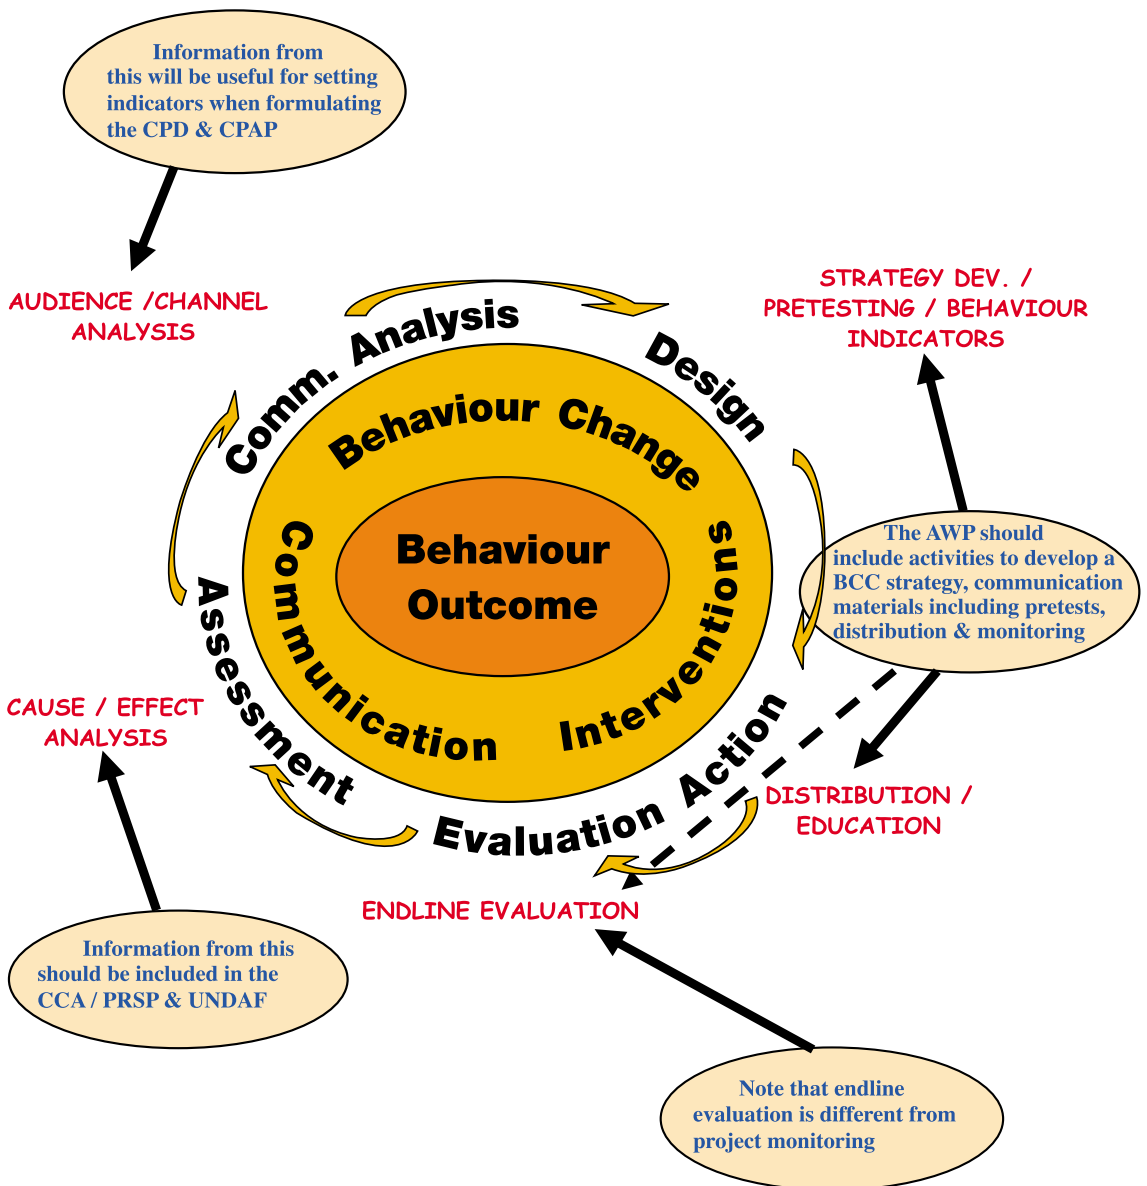 Information from
this will be useful for setting
indicators when formulating
the CPD & CPAP
AUDIENCE /CHANNEL
ANALYSIS
STRATEGY DEV. /
PRETESTING / BEHAVIOUR
INDICATORS
Comm. Analysis
Design
Behaviour Change
Communication
Interventions
Behaviour
Outcome
The AWP should
include activities to develop a
BCC strategy, communication
materials including pretests,
distribution & monitoring
Assessment
CAUSE / EFFECT
ANALYSIS
Action
Evaluation
DISTRIBUTION /
EDUCATION
ENDLINE EVALUATION
Information from this
should be included in the
CCA / PRSP & UNDAF
Note that endline
evaluation is different from
project monitoring